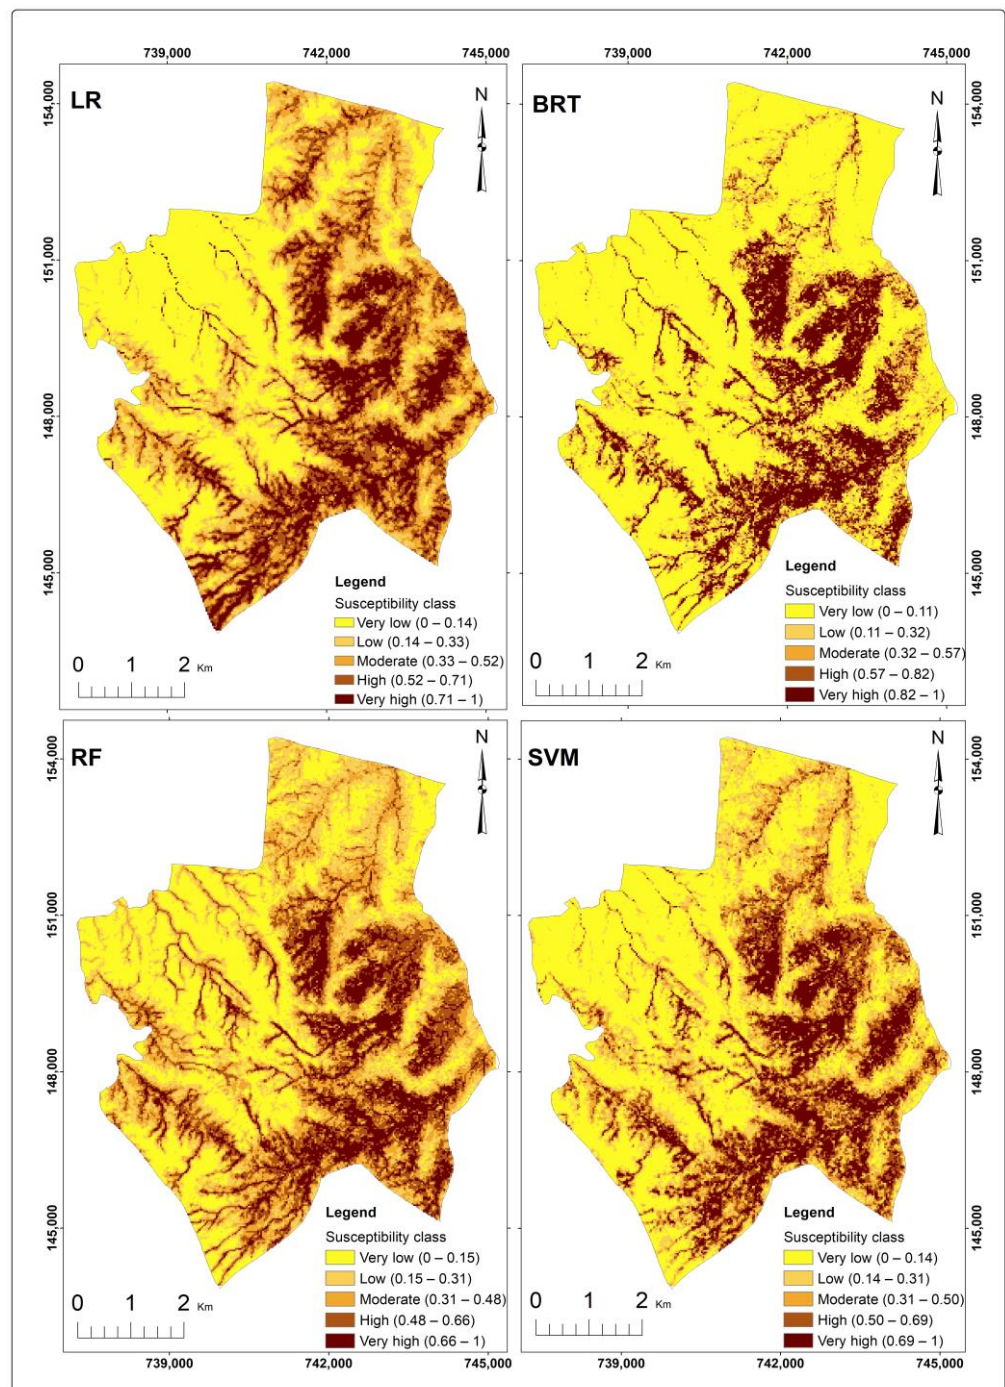 739,000 742,000 745,000
739,000 742,000 745,000
LR
N
154,000
151,000
148,000
145,000
Legend
Susceptibility class
Very low (0 – 0.14)
Low (0.14 – 0.33)
Moderate (0.33 – 0.52)
High (0.52 – 0.71)
Very high (0.71 – 1)
0 1 2 Km
BRT
N
154,000
151,000
148,000
145,000
Legend
Susceptibility class
Very low (0 – 0.11)
Low (0.11 – 0.32)
Moderate (0.32 – 0.57)
High (0.57 – 0.82)
Very high (0.82 – 1)
0 1 2 Km
RF
N
154,000
151,000
148,000
145,000
Legend
Susceptibility class
Very low (0 – 0.15)
Low (0.15 – 0.31)
Moderate (0.31 – 0.48)
High (0.48 – 0.66)
Very high (0.66 – 1)
0 1 2 Km
SVM
N
154,000
151,000
148,000
145,000
Legend
Susceptibility class
Very low (0 – 0.14)
Low (0.14 – 0.31)
Moderate (0.31 – 0.50)
High (0.50 – 0.69)
Very high (0.69 – 1)
0 1 2 Km
739,000 742,000 745,000
739,000 742,000 745,000